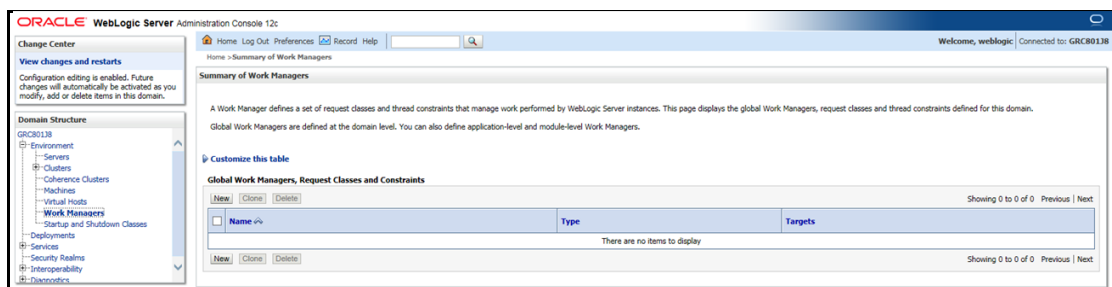 ORACLE WebLogic Server Administration Console 12c
Change Center
View changes and restarts
Configuration editing is enabled. Future
changes will automatically be activated as you
modify, add or delete items in this domain.
Domain Structure
GRC801J8
Environment
Servers
Clusters
Coherence Clusters
Machines
Virtual Hosts
Work Managers
Startup and Shutdown Classes
Deployments
Services
Security Realms
Interoperability
Diagnostics
Home Log Out Preferences Record Help
Welcome, weblogic Connected to: GRC801J8
Home >Summary of Work Managers
Summary of Work Managers
A Work Manager defines a set of request classes and thread constraints that manage work performed by WebLogic Server instances. This page displays the global Work Managers, request classes and thread constraints defined for this domain.
Global Work Managers are defined at the domain level. You can also define application-level and module-level Work Managers.
Customize this table
Global Work Managers, Request Classes and Constraints
New Clone Delete Showing 0 to 0 of 0 Previous | Next
Name Type Targets
There are no items to display
New Clone Delete Showing 0 to 0 of 0 Previous | Next